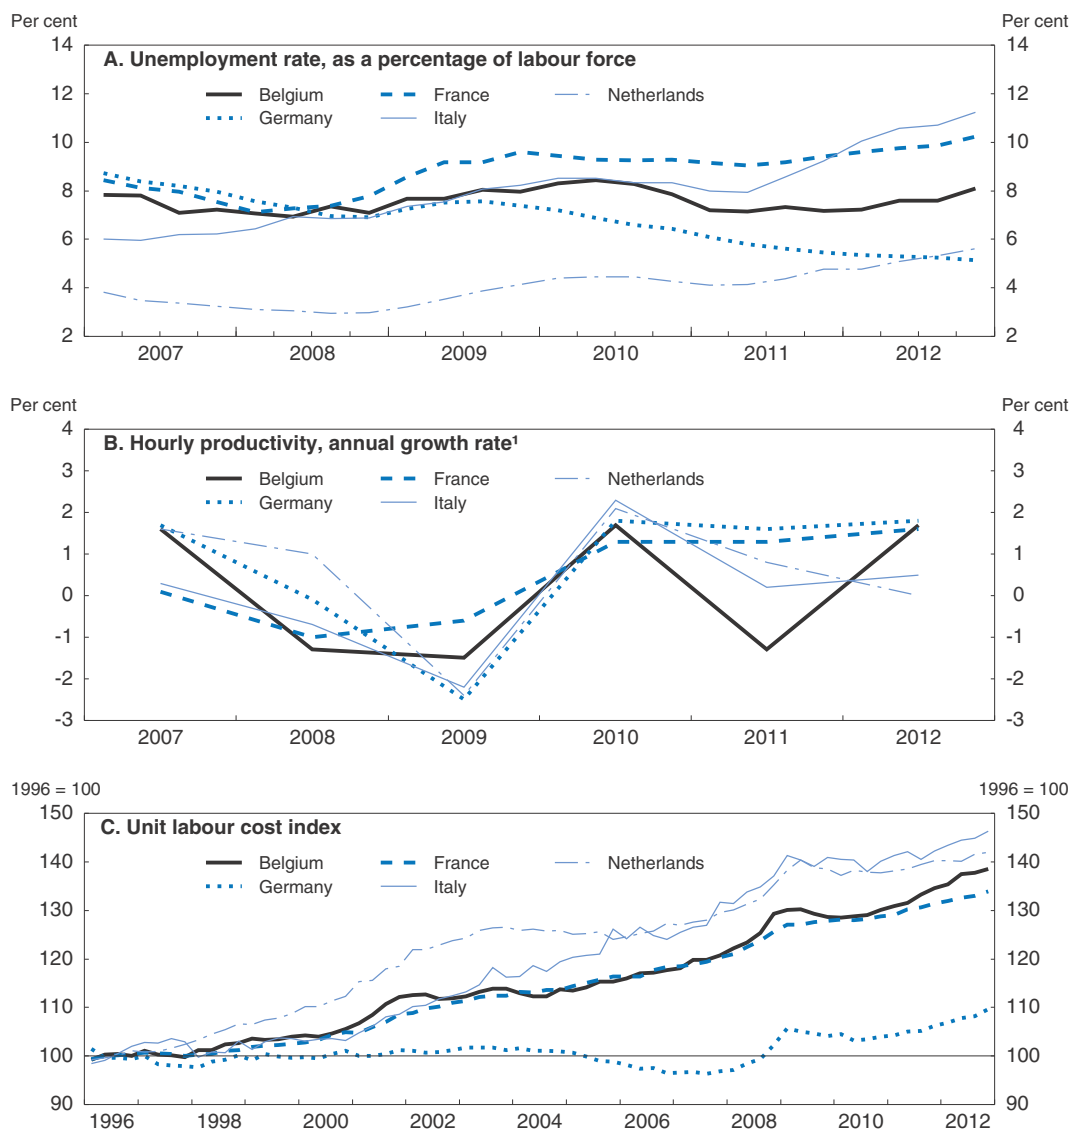 Per cent Per cent
14 14
A. Unemployment rate, as a percentage of labour force
12 12
Belgium France Netherlands
Germany Italy
10 10
8 8
6 6
4 4
2 2
2007 2008 2009 2010 2011 2012
Per cent Per cent
4 4
B. Hourly productivity, annual growth rate¹
3 3
Belgium France Netherlands
Germany Italy
2 2
1 1
0 0
-1 -1
-2 -2
-3 -3
2007 2008 2009 2010 2011 2012
1996 = 100 1996 = 100
150 150
C. Unit labour cost index
140 140
Belgium France Netherlands
Germany Italy
130 130
120 120
110 110
100 100
90 90
1996 1998 2000 2002 2004 2006 2008 2010 2012